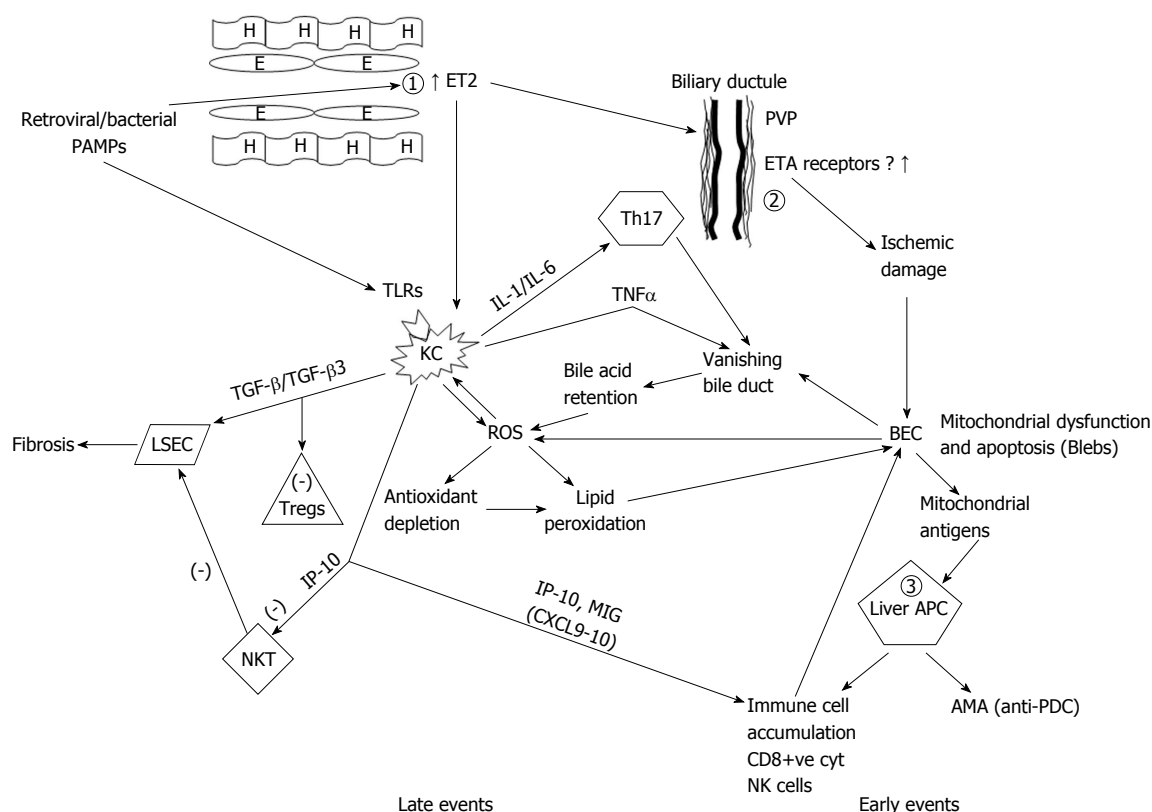 H H H H
E E
① ↑ ET2
E E
H H H H
Retroviral/bacterial
PAMPs
Biliary ductule
PVP
ETA receptors ? ↑
②
Th17
Ischemic
damage
IL-1/IL-6
TLRs
TNFα
KC
Vanishing
bile duct
Bile acid
retention
TGF-β/TGF-β3
Fibrosis
LSEC
ROS
BEC
Mitochondrial dysfunction
and apoptosis (Blebs)
(-)
Tregs
Antioxidant
depletion
Lipid
peroxidation
Mitochondrial
antigens
(-)
IP-10
(-)
NKT
IP-10, MIG
(CXCL9-10)
③
Liver APC
Immune cell
accumulation
CD8+ve cyt
NK cells
AMA (anti-PDC)
Late events
Early events